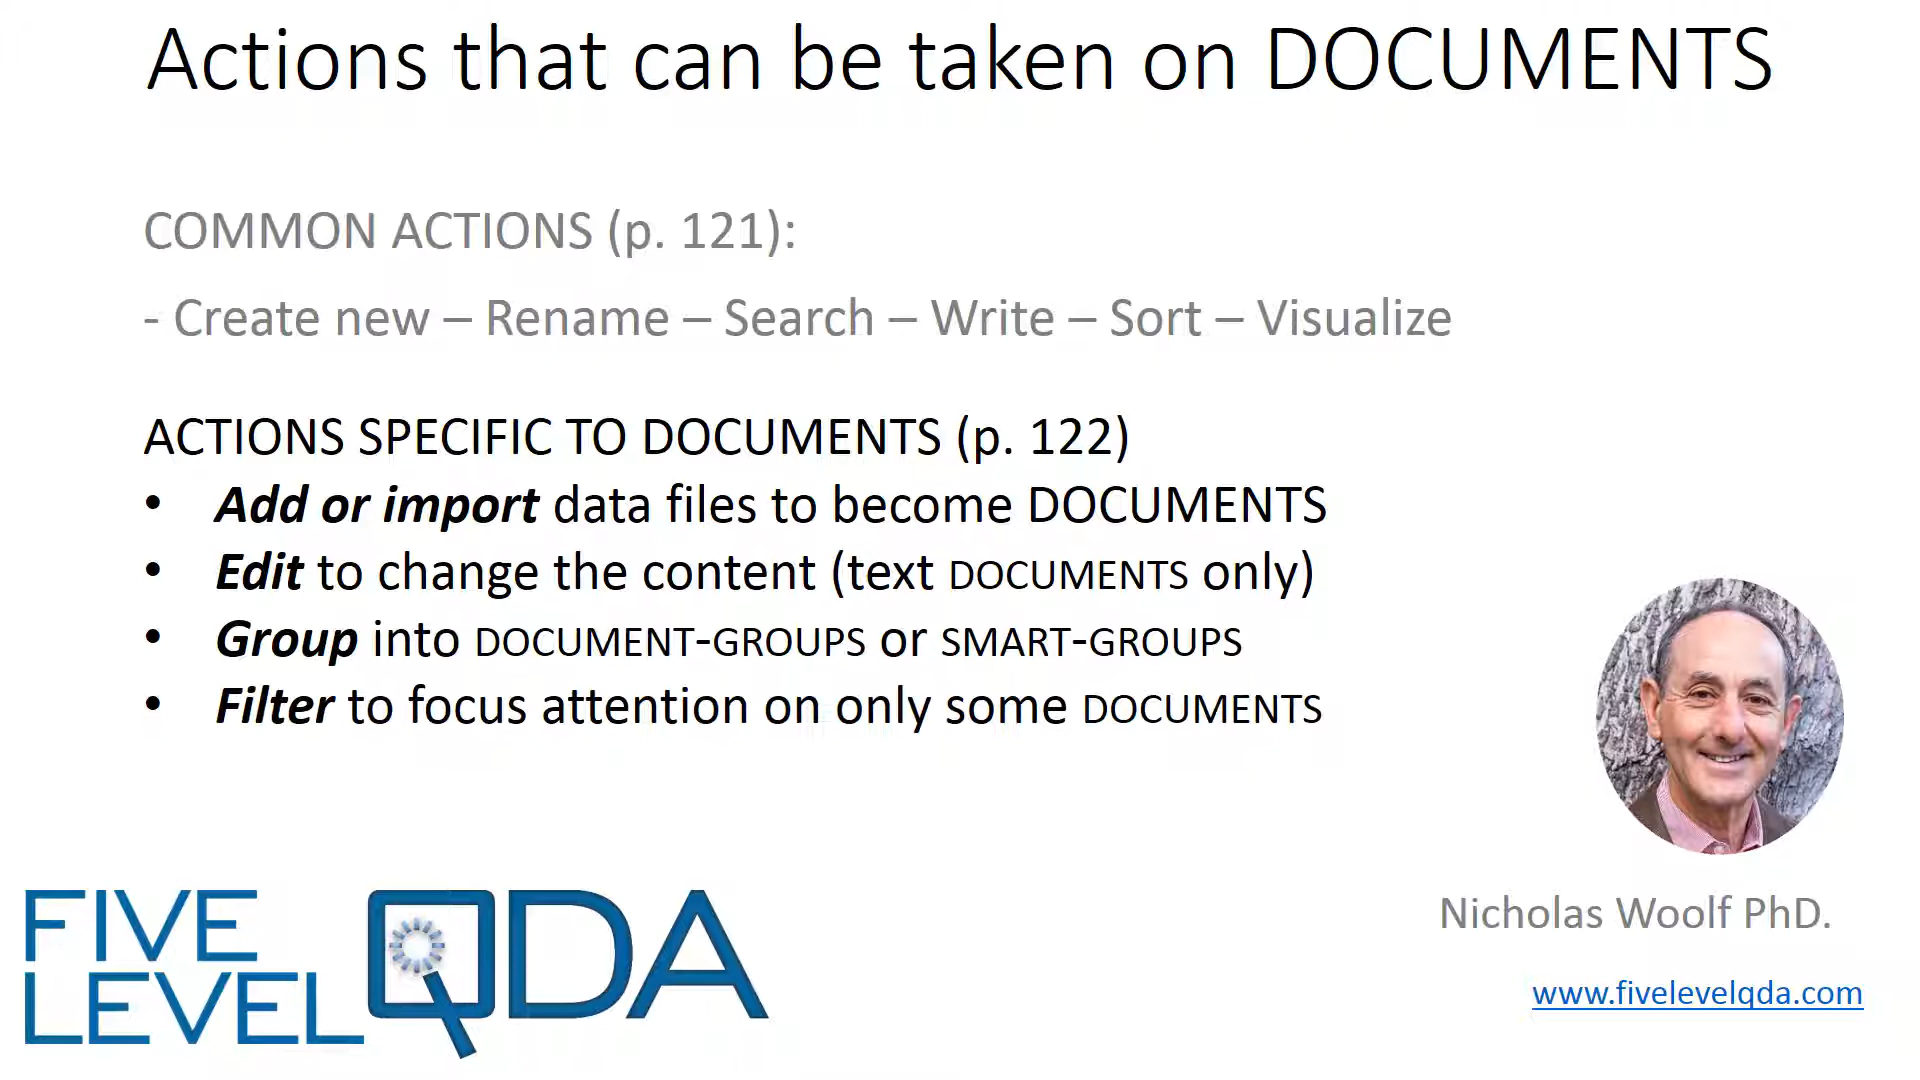 Actions that can be taken on DOCUMENTS
COMMON ACTIONS (p. 121):
- Create new – Rename – Search – Write – Sort – Visualize
ACTIONS SPECIFIC TO DOCUMENTS (p. 122)
• Add or import data files to become DOCUMENTS
• Edit to change the content (text DOCUMENTS only)
• Group into DOCUMENT-GROUPS or SMART-GROUPS
• Filter to focus attention on only some DOCUMENTS
FIVE
LEVEL QDA
Nicholas Woolf PhD.
www.fivelevelqda.com